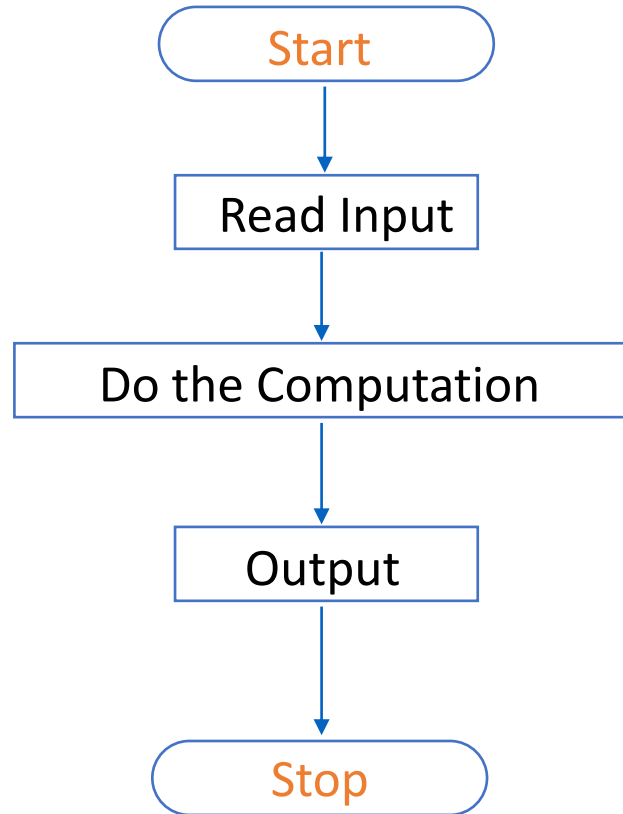 Start
Read Input
Do the Computation
Output
Stop